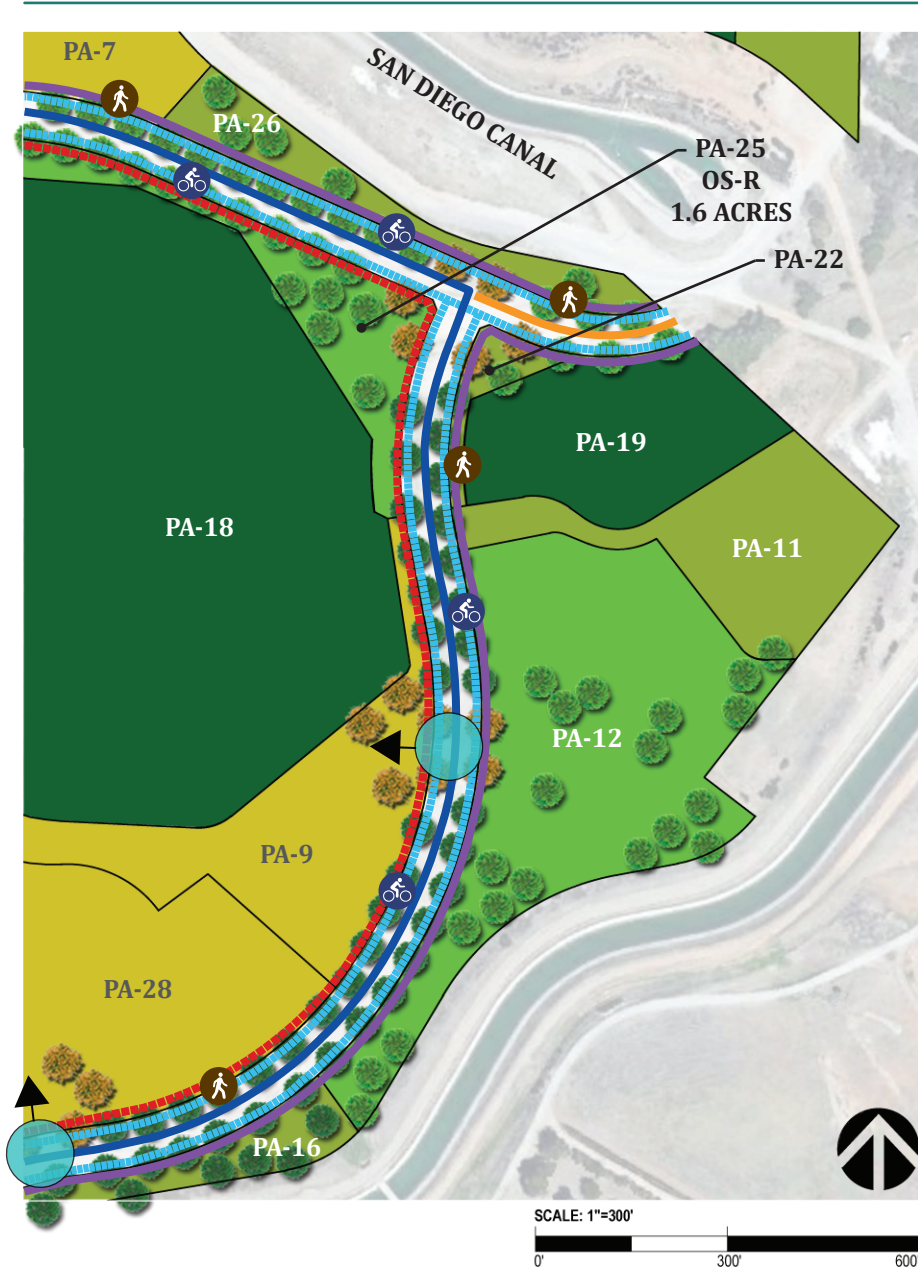 PA-7
SAN DIEGO CANAL
PA-26
PA-25
OS-R
1.6 ACRES
PA-22
PA-19
PA-18
PA-11
PA-12
PA-9
PA-28
PA-16
SCALE: 1"=300'
0' 300' 600'